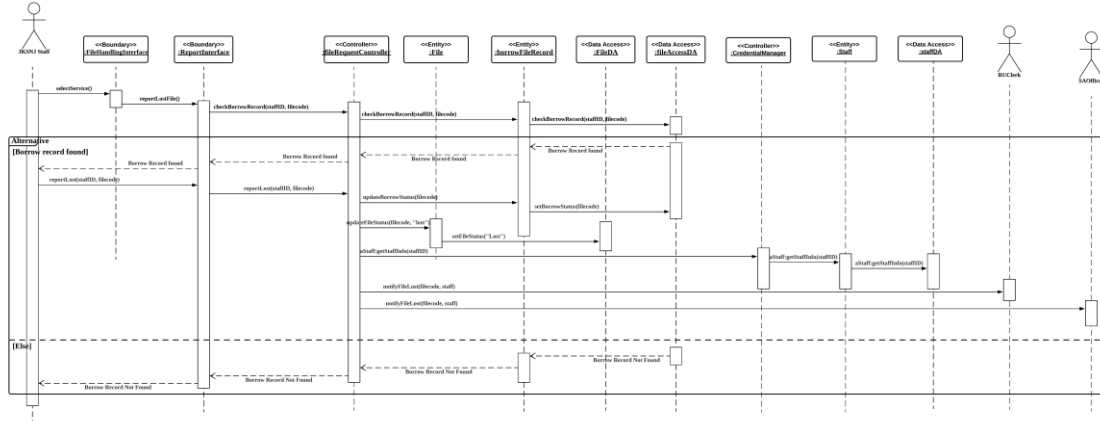 <<Boundary>>
:FileHandlingInterface
<<Boundary>>
:ReportInterface
<<Controller>>
:fileRequestController
<<Entity>>
:File
<<Entity>>
:borrowFileRecord
<<Data Access>>
:FileDA
<<Data Access>>
:fileAccessDA
<<Controller>>
:CredentialManager
<<Entity>>
:Staff
<<Data Access>>
:staffDA
JKSNJ Staff
RUClerk
SAOffice
selectService()
reportLostFile()
checkBorrowRecord(staffID, filecode)
checkBorrowRecord(staffID, filecode)
checkBorrowRecord(staffID, filecode)
Alternative
[Borrow record found]
Borrow Record found
Borrow Record found
Borrow Record found
Borrow Record found
reportLost(staffID, filecode)
reportLost(staffID, filecode)
updateBorrowStatus(filecode)
setBorrowStatus(filecode)
updateFileStatus(filecode, "lost")
setFileStatus("Lost")
aStaff:getStaffInfo(staffID)
aStaff:getStaffInfo(staffID)
aStaff:getStaffInfo(staffID)
notifyFileLost(filecode, staff)
notifyFileLost(filecode, staff)
[Else]
Borrow Record Not Found
Borrow Record Not Found
Borrow Record Not Found
Borrow Record Not Found